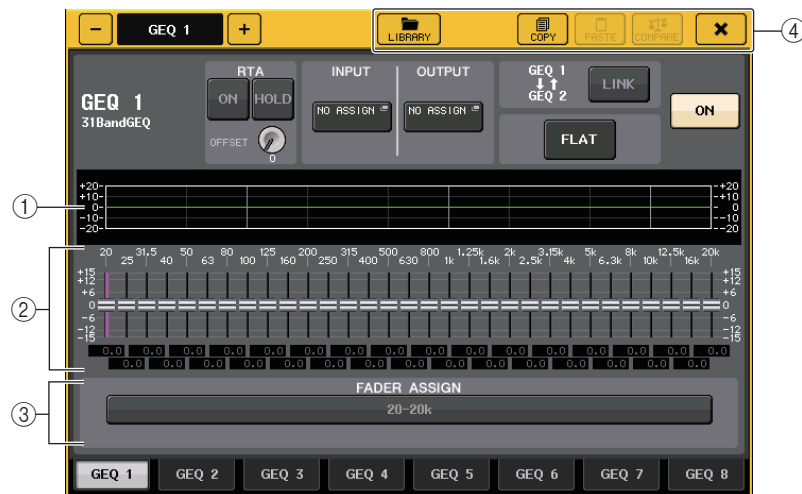 GEQ 1
LIBRARY
COPY
PASTE
COMPARE
④
GEQ 1
31BandGEQ
RTA
ON
HOLD
OFFSET
0
INPUT
NO ASSIGN
OUTPUT
NO ASSIGN
GEQ 1
GEQ 2
LINK
FLAT
ON
①
+20
+10
0
-10
-20
+20
+10
0
-10
-20
②
20 31.5 50 80 125 200 315 500 800 1.25k 2k 3.15k 5k 8k 12.5k 20k
25 40 63 100 160 250 400 630 1k 1.6k 2.5k 4k 6.3k 10k 16k
+15
+12
+6
0
-6
-12
-15
+15
+12
+6
0
-6
-12
-15
0.0 0.0 0.0 0.0 0.0 0.0 0.0 0.0 0.0 0.0 0.0 0.0 0.0 0.0 0.0 0.0
0.0 0.0 0.0 0.0 0.0 0.0 0.0 0.0 0.0 0.0 0.0 0.0 0.0 0.0 0.0
③
FADER ASSIGN
20-20k
GEQ 1 GEQ 2 GEQ 3 GEQ 4 GEQ 5 GEQ 6 GEQ 7 GEQ 8